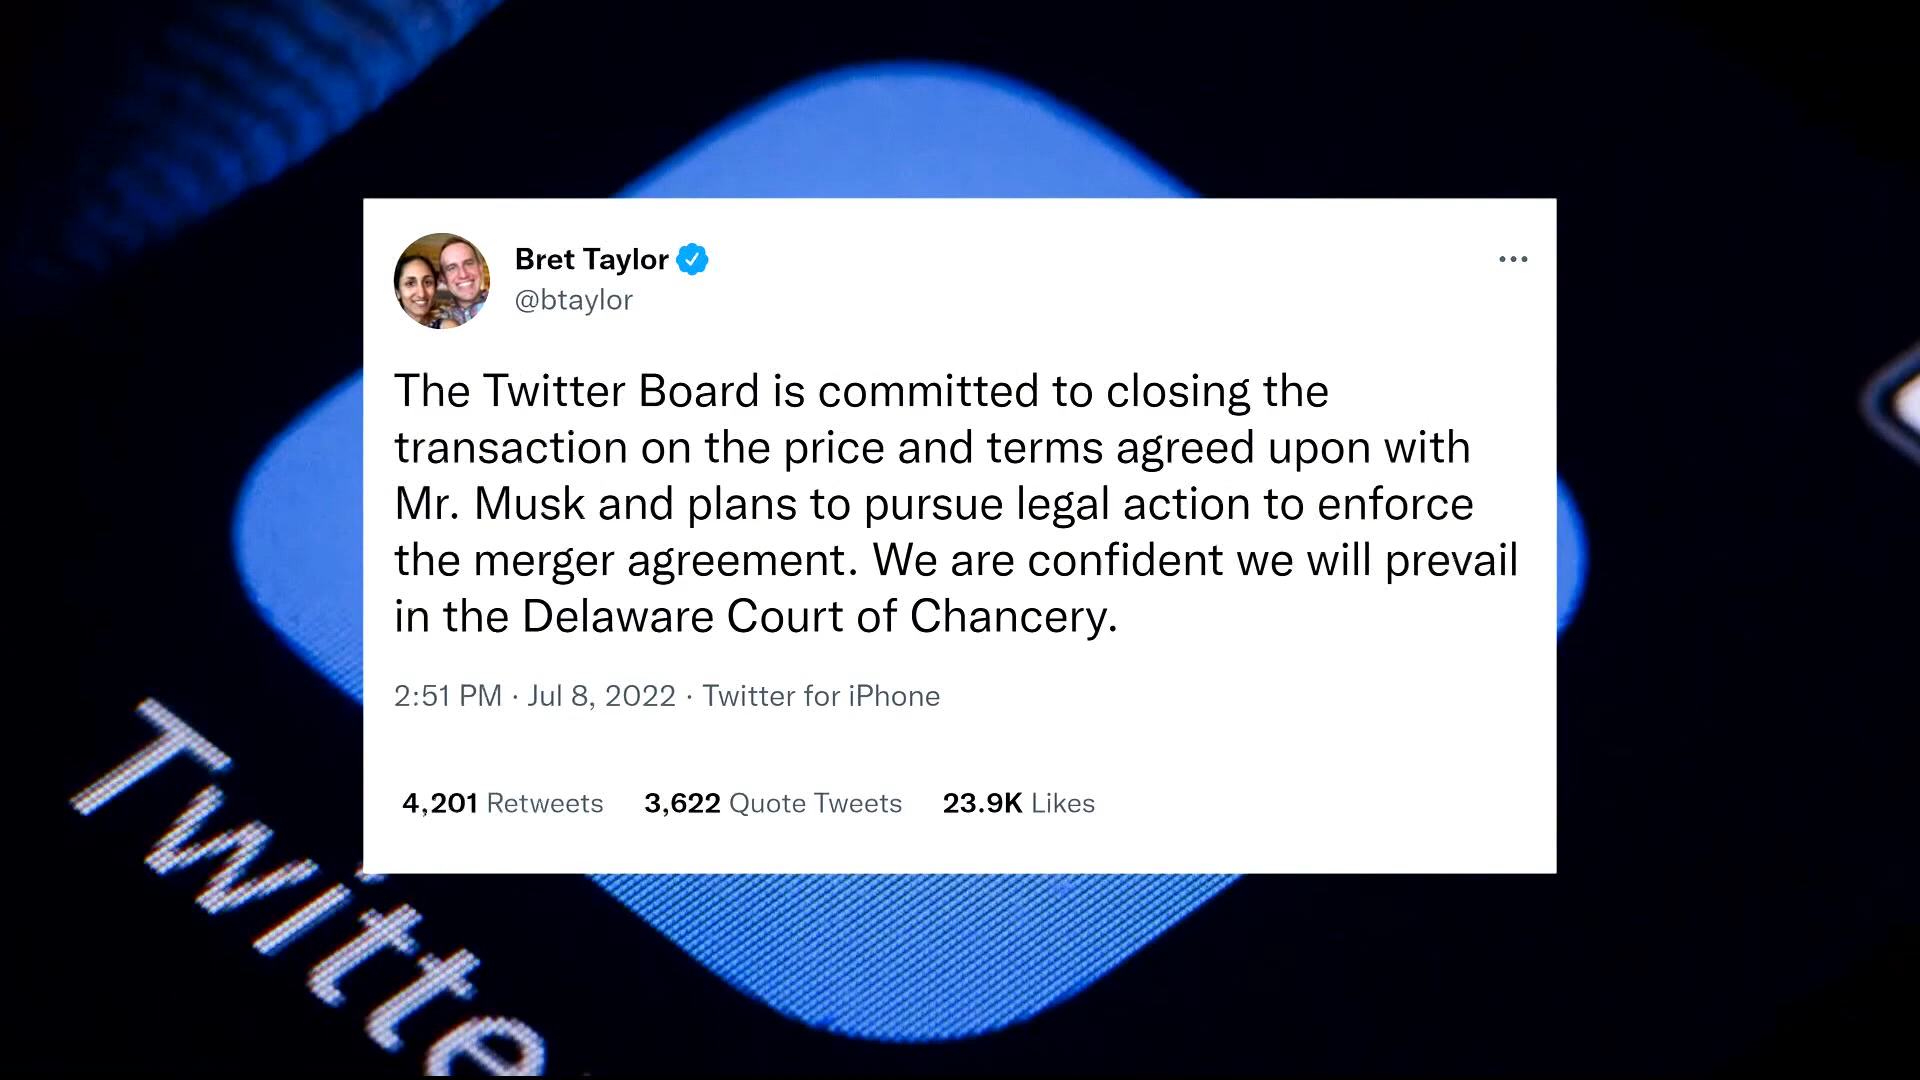 Bret Taylor
@btaylor
The Twitter Board is committed to closing the
transaction on the price and terms agreed upon with
Mr. Musk and plans to pursue legal action to enforce
the merger agreement. We are confident we will prevail
in the Delaware Court of Chancery.
2:51 PM · Jul 8, 2022 · Twitter for iPhone
4,201 Retweets 3,622 Quote Tweets 23.9K Likes
Twitte